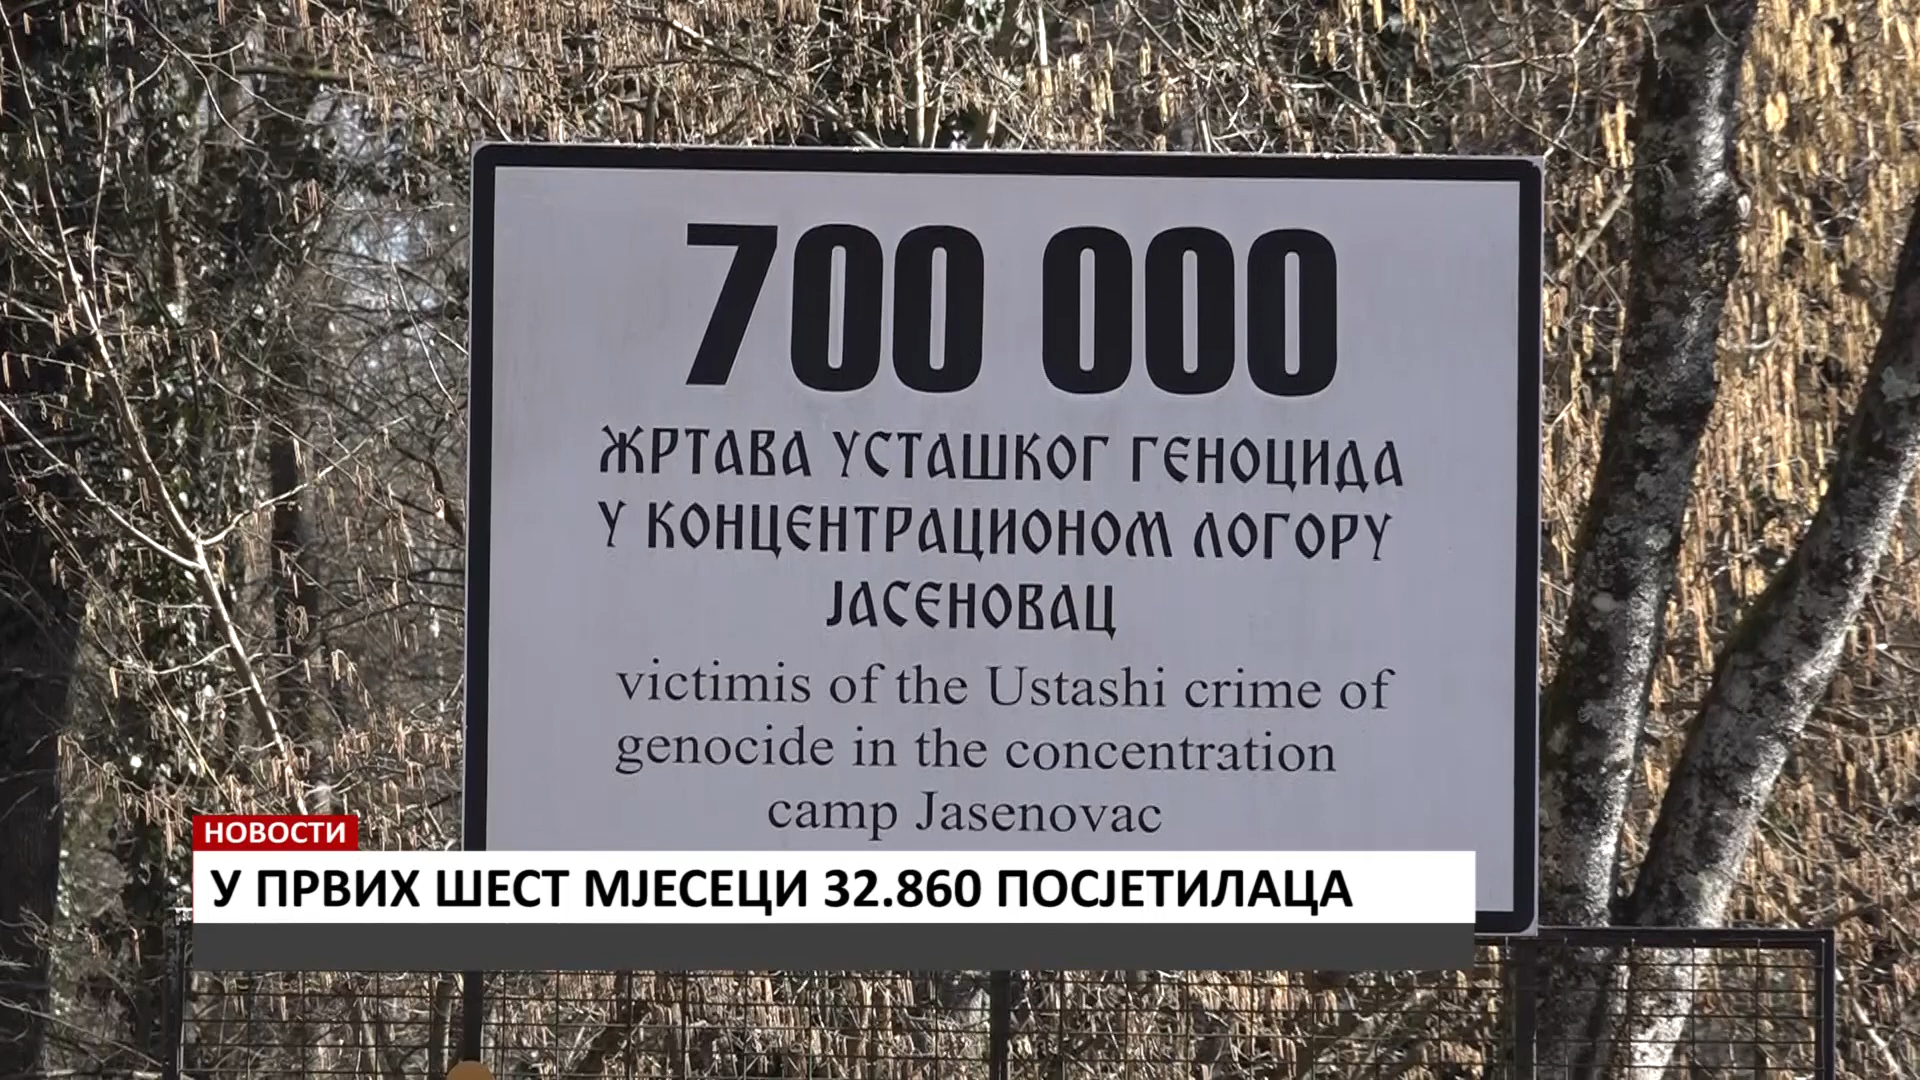 700 000
ЖРТАВА УСТАШКОГ ГЕНОЦИДА
У КОНЦЕНТРАЦИОНОМ ЛОГОРУ
ЈАСЕНОВАЦ
victimis of the Ustashi crime of
genocide in the concentration
camp Jasenovac
НОВОСТИ
У ПРВИХ ШЕСТ МЈЕСЕЦИ 32.860 ПОСЈЕТИЛАЦА